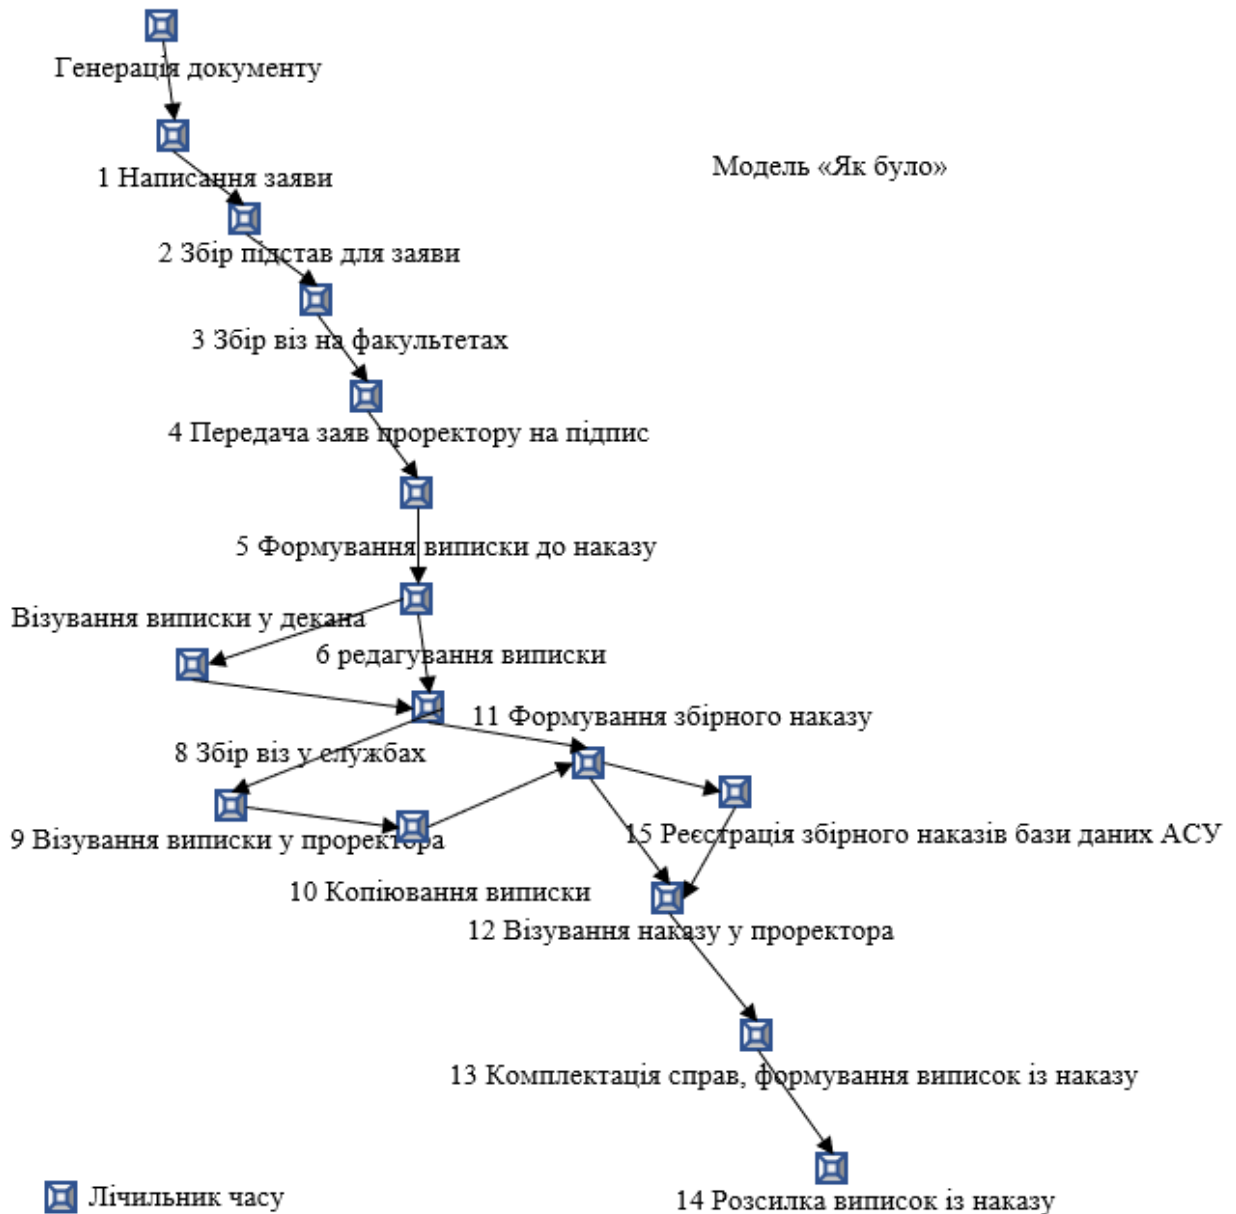 Генерація документу
1 Написання заяви
Модель «Як було»
2 Збір підстав для заяви
3 Збір віз на факультетах
4 Передача заяв проректору на підпис
5 Формування виписки до наказу
Візування виписки у декана
6 редагування виписки
11 Формування збірного наказу
8 Збір віз у службах
9 Візування виписки у проректора
15 Реєстрація збірного наказів бази даних АСУ
10 Копіювання виписки
12 Візування наказу у проректора
13 Комплектація справ, формування виписок із наказу
14 Розсилка виписок із наказу
Лічильник часу